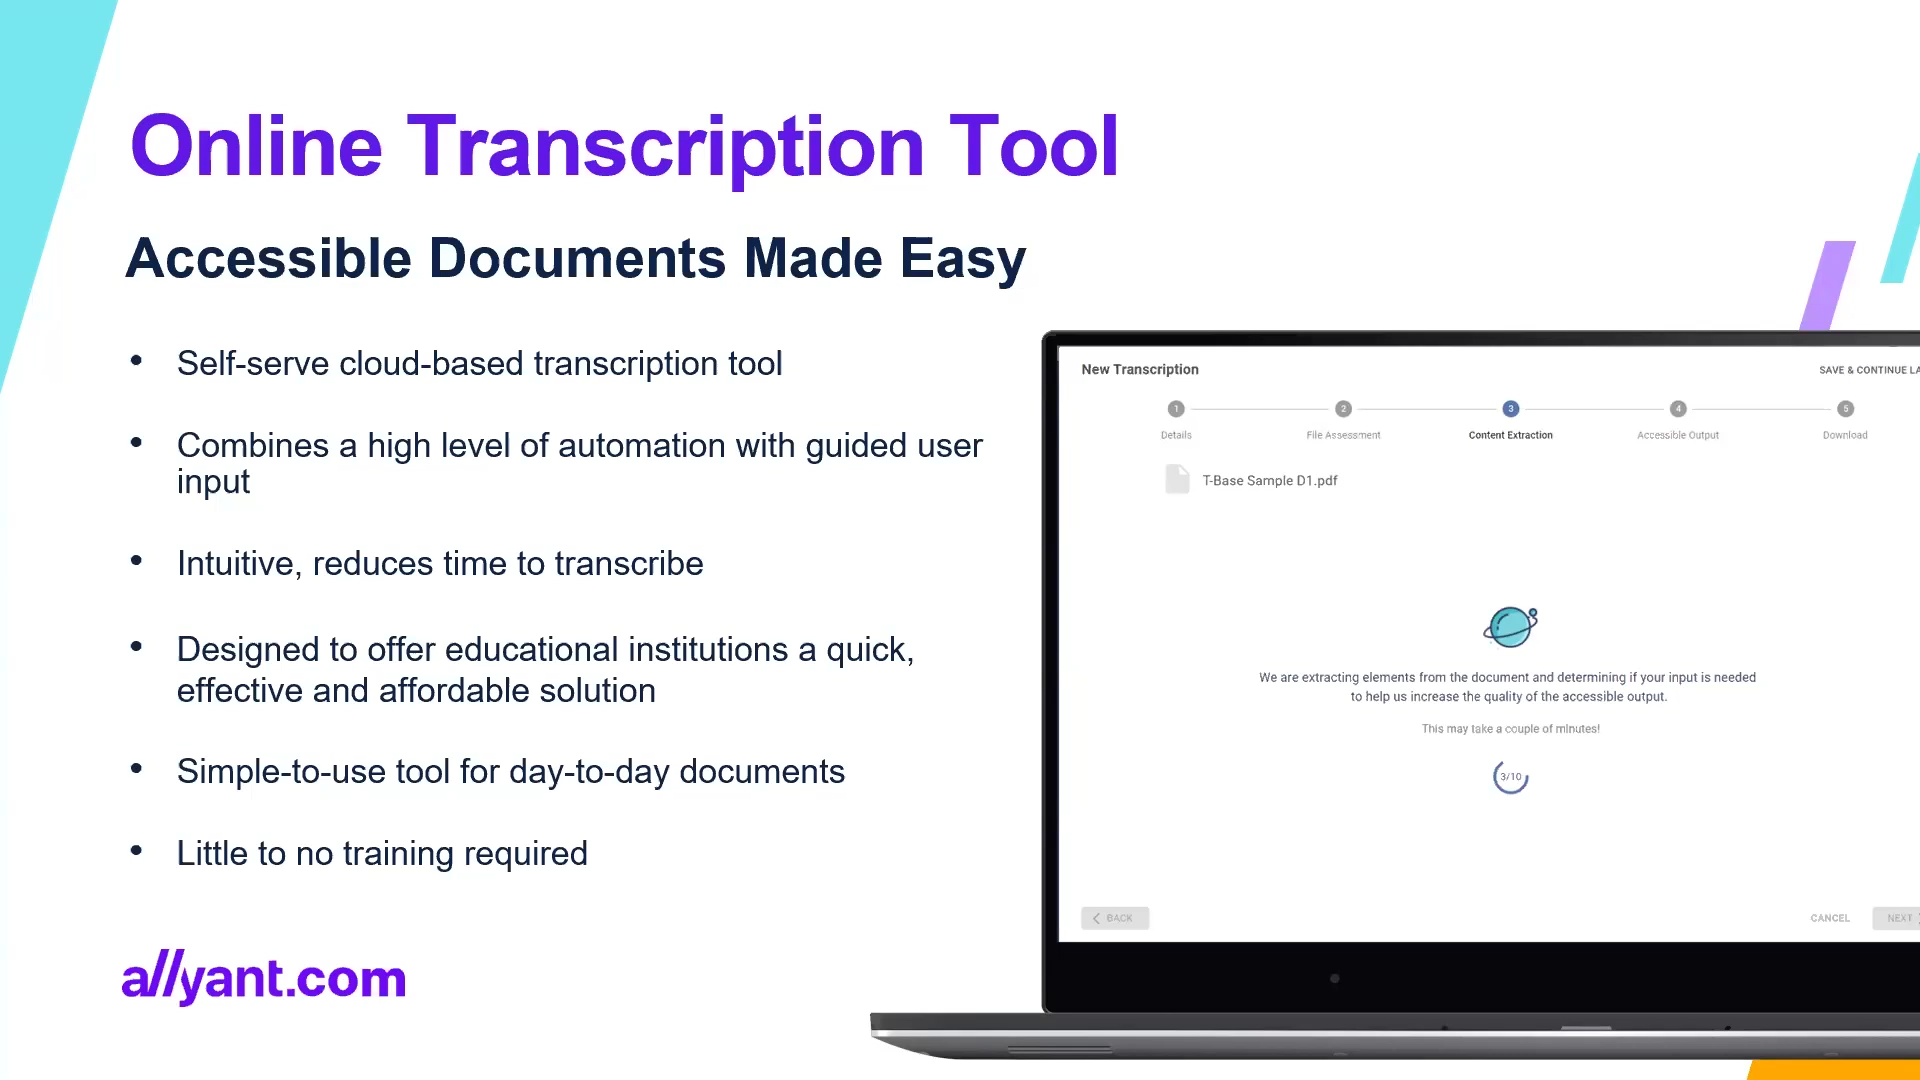 Online Transcription Tool
Accessible Documents Made Easy
• Self-serve cloud-based transcription tool
• Combines a high level of automation with guided user
input
• Intuitive, reduces time to transcribe
• Designed to offer educational institutions a quick,
effective and affordable solution
• Simple-to-use tool for day-to-day documents
• Little to no training required
allyant.com
New Transcription
SAVE & CONTINUE LA
1 2 3 4 5
Details File Assessment Content Extraction Accessible Output Download
T-Base Sample D1.pdf
We are extracting elements from the document and determining if your input is needed
to help us increase the quality of the accessible output.
This may take a couple of minutes!
3/10
BACK CANCEL NEXT